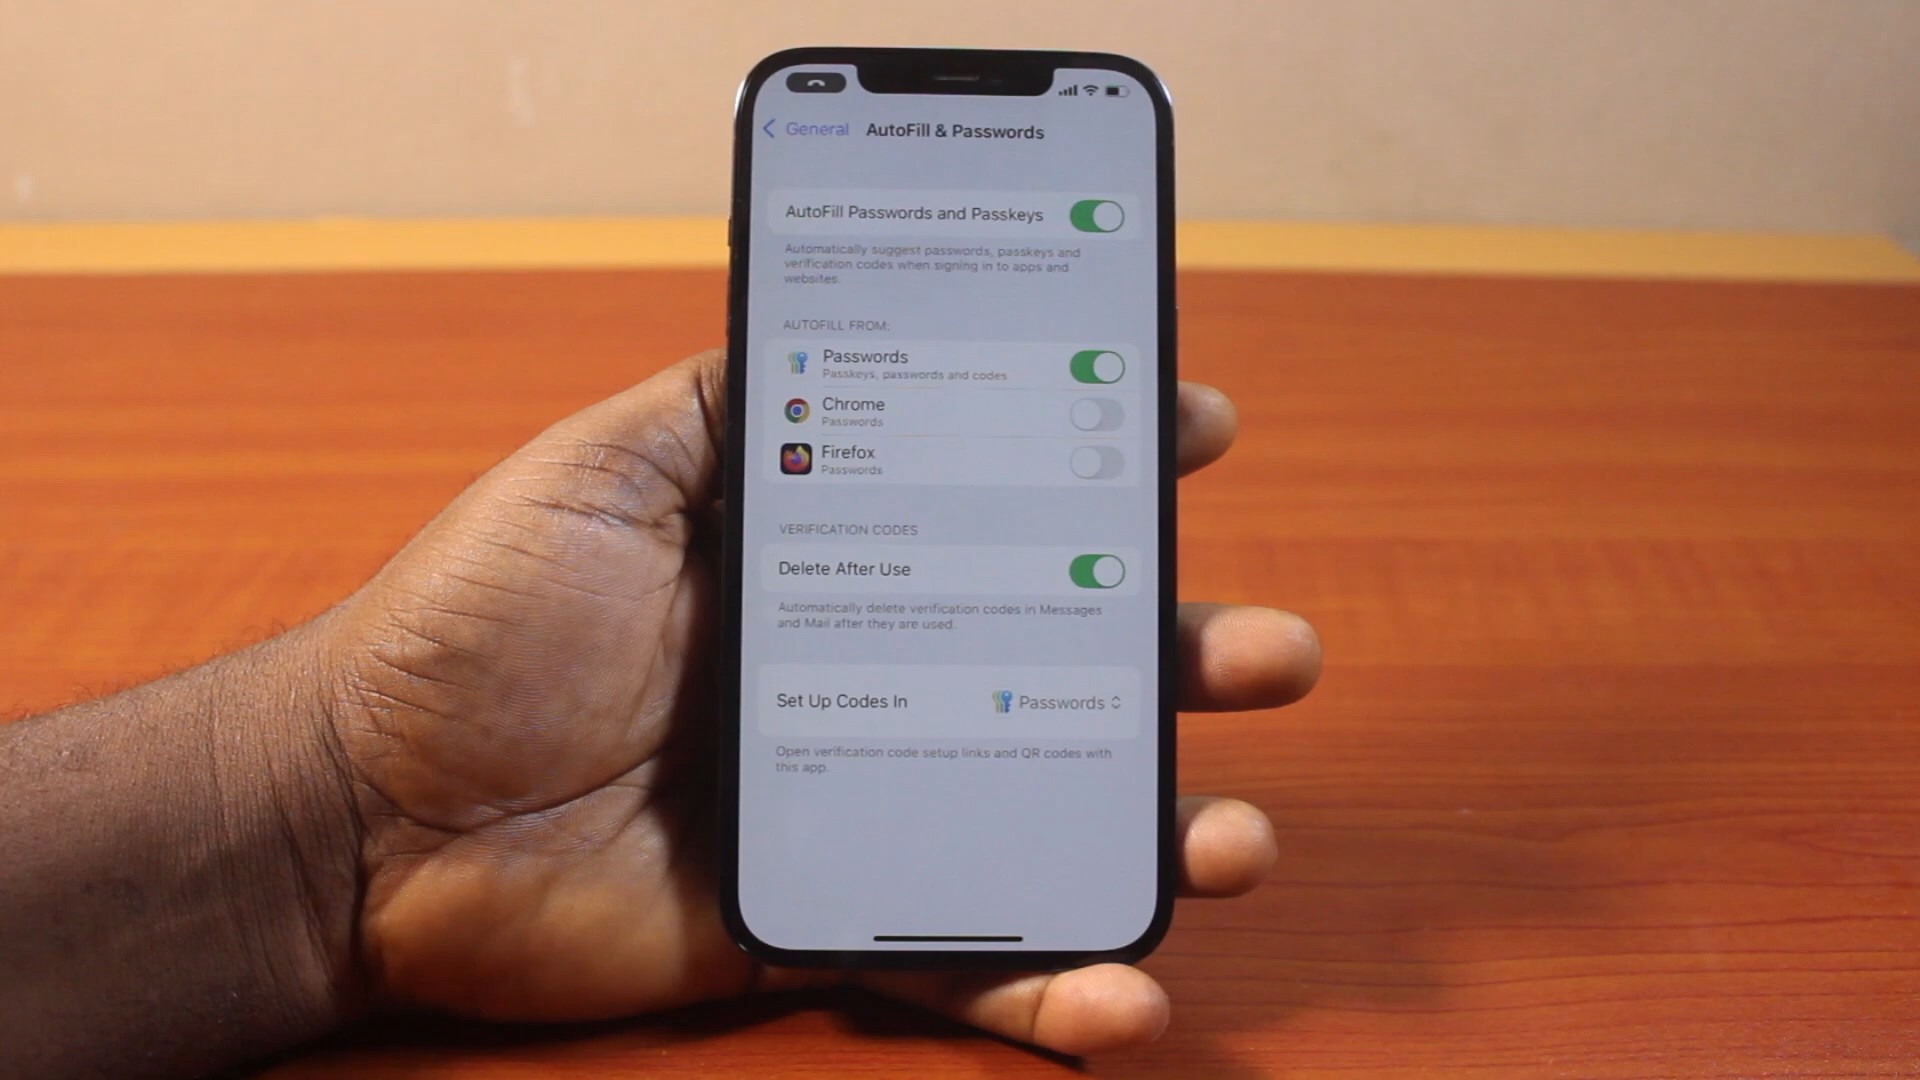 General AutoFill & Passwords
AutoFill Passwords and Passkeys
Automatically suggest passwords, passkeys and
verification codes when signing in to apps and
websites.
AUTOFILL FROM:
Passwords
Passkeys, passwords and codes
Chrome
Passwords
Firefox
Passwords
VERIFICATION CODES
Delete After Use
Automatically delete verification codes in Messages
and Mail after they are used.
Set Up Codes In Passwords
Open verification code setup links and QR codes with
this app.